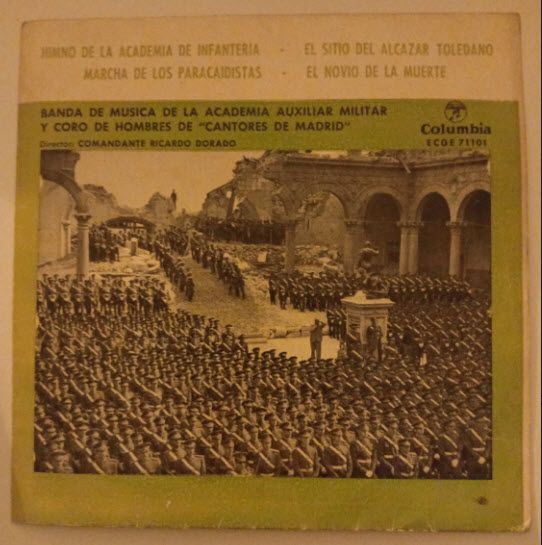 HIMNO DE LA ACADEMIA DE INFANTERIA - EL SITIO DEL ALCAZAR TOLEDANO
MARCHA DE LOS PARACAIDISTAS - EL NOVIO DE LA MUERTE
BANDA DE MUSICA DE LA ACADEMIA AUXILIAR MILITAR
Y CORO DE HOMBRES DE "CANTORES DE MADRID"
Director: COMANDANTE RICARDO DORADO
Columbia
ECGE 71101